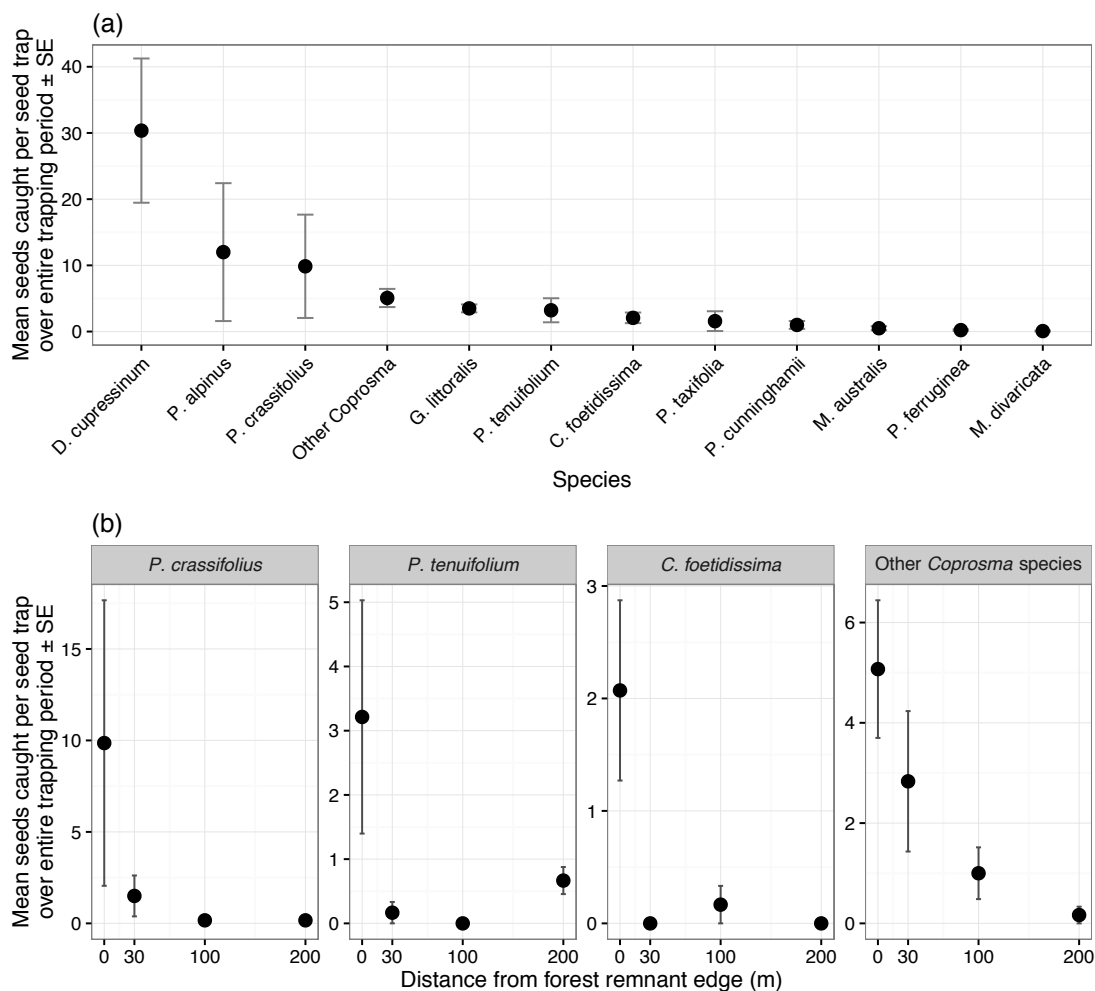 (a)
Mean seeds caught per seed trap
over entire trapping period ± SE
40
30
20
10
0
D. cupressinum
P. alpinus
P. crassifolius
Other Coprosma
G. littoralis
P. tenuifolium
C. foetidissima
P. taxifolia
P. cunninghamii
M. australis
P. ferruginea
M. divaricata
Species
(b)
Mean seeds caught per seed trap
over entire trapping period ± SE
P. crassifolius
15
10
5
0
0 30 100 200
P. tenuifolium
5
4
3
2
1
0
0 30 100 200
C. foetidissima
3
2
1
0
0 30 100 200
Other Coprosma species
6
4
2
0
0 30 100 200
Distance from forest remnant edge (m)